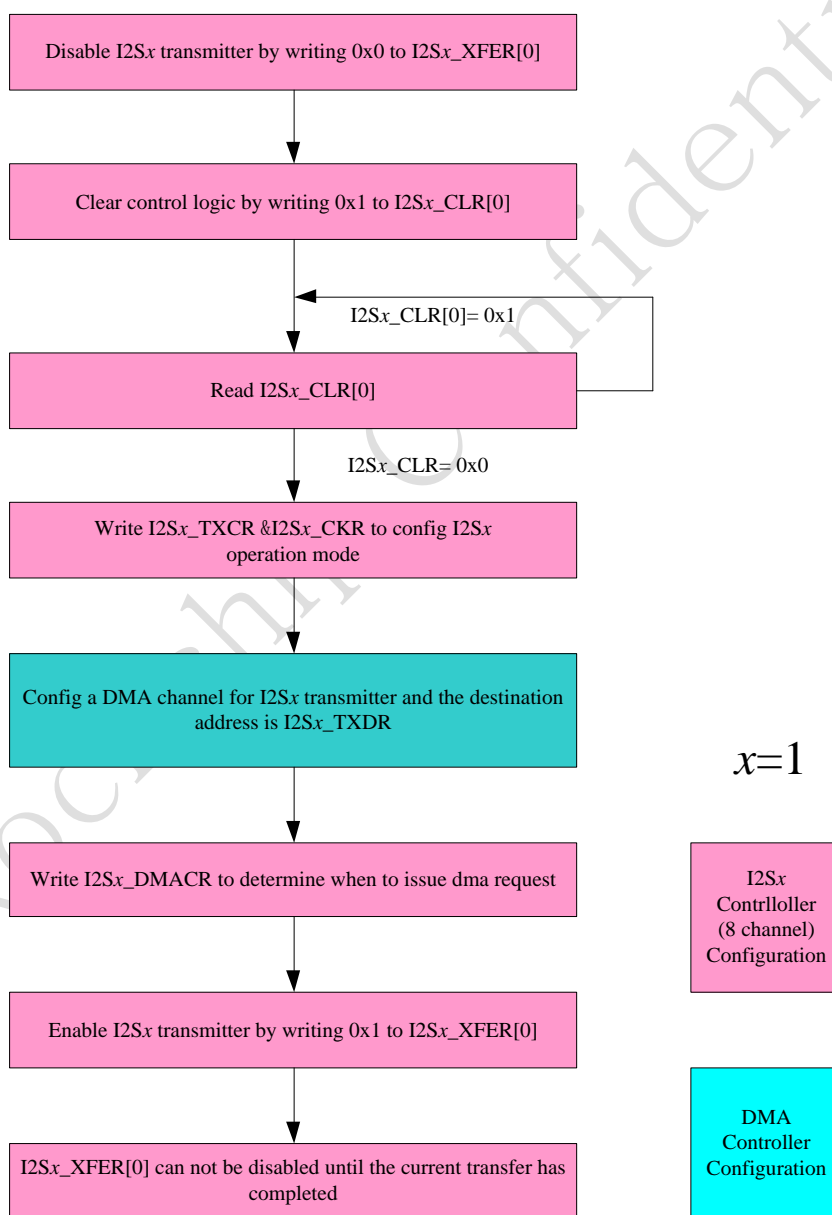 Disable I2Sx transmitter by writing 0x0 to I2Sx_XFER[0]
Clear control logic by writing 0x1 to I2Sx_CLR[0]
I2Sx_CLR[0]= 0x1
Read I2Sx_CLR[0]
I2Sx_CLR= 0x0
Write I2Sx_TXCR &I2Sx_CKR to config I2Sx
operation mode
Config a DMA channel for I2Sx transmitter and the destination
address is I2Sx_TXDR
x=1
Write I2Sx_DMACR to determine when to issue dma request
I2Sx
Contrlloller
(8 channel)
Configuration
Enable I2Sx transmitter by writing 0x1 to I2Sx_XFER[0]
DMA
Controller
Configuration
I2Sx_XFER[0] can not be disabled until the current transfer has
completed